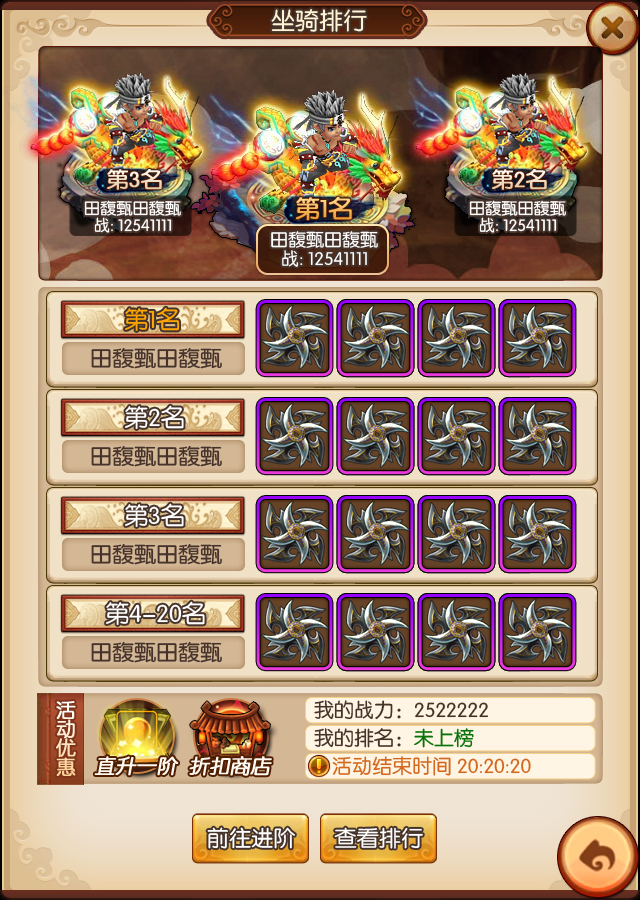 坐骑排行
第3名
田馥甄田馥甄
战: 12541111
第1名
田馥甄田馥甄
战: 12541111
第2名
田馥甄田馥甄
战: 12541111
第1名
田馥甄田馥甄
第2名
田馥甄田馥甄
第3名
田馥甄田馥甄
第4-20名
田馥甄田馥甄
活动优惠
直升一阶
折扣商店
我的战力: 2522222
我的排名: 未上榜
活动结束时间 20:20:20
前往进阶
查看排行